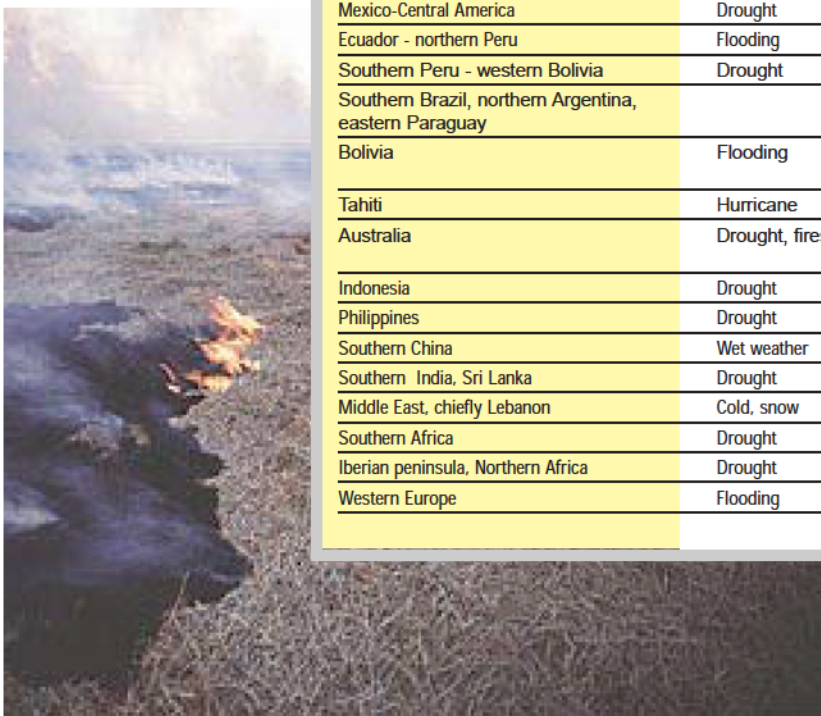 Mexico-Central America Drought
Ecuador - northern Peru Flooding
Southern Peru - western Bolivia Drought
Southern Brazil, northern Argentina,
eastern Paraguay
Bolivia Flooding
Tahiti Hurricane
Australia Drought, fires
Indonesia Drought
Philippines Drought
Southern China Wet weather
Southern India, Sri Lanka Drought
Middle East, chiefly Lebanon Cold, snow
Southern Africa Drought
Iberian peninsula, Northern Africa Drought
Western Europe Flooding